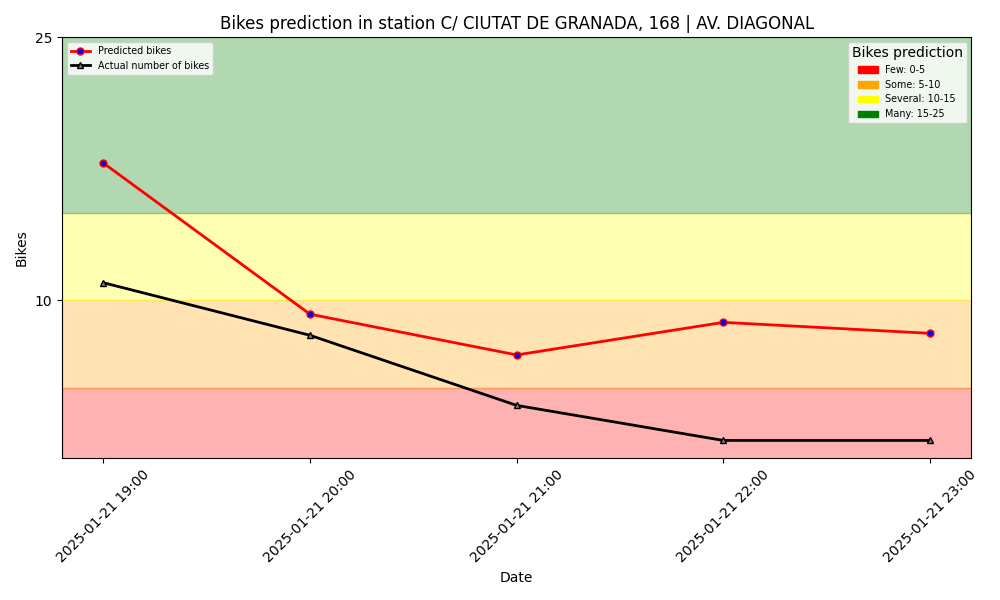 Bikes prediction in station C/ CIUTAT DE GRANADA, 168 | AV. DIAGONAL
25
10
Bikes
Predicted bikes
Actual number of bikes
Bikes prediction
Few: 0-5
Some: 5-10
Several: 10-15
Many: 15-25
2025-01-21 19:00
2025-01-21 20:00
2025-01-21 21:00
2025-01-21 22:00
2025-01-21 23:00
Date